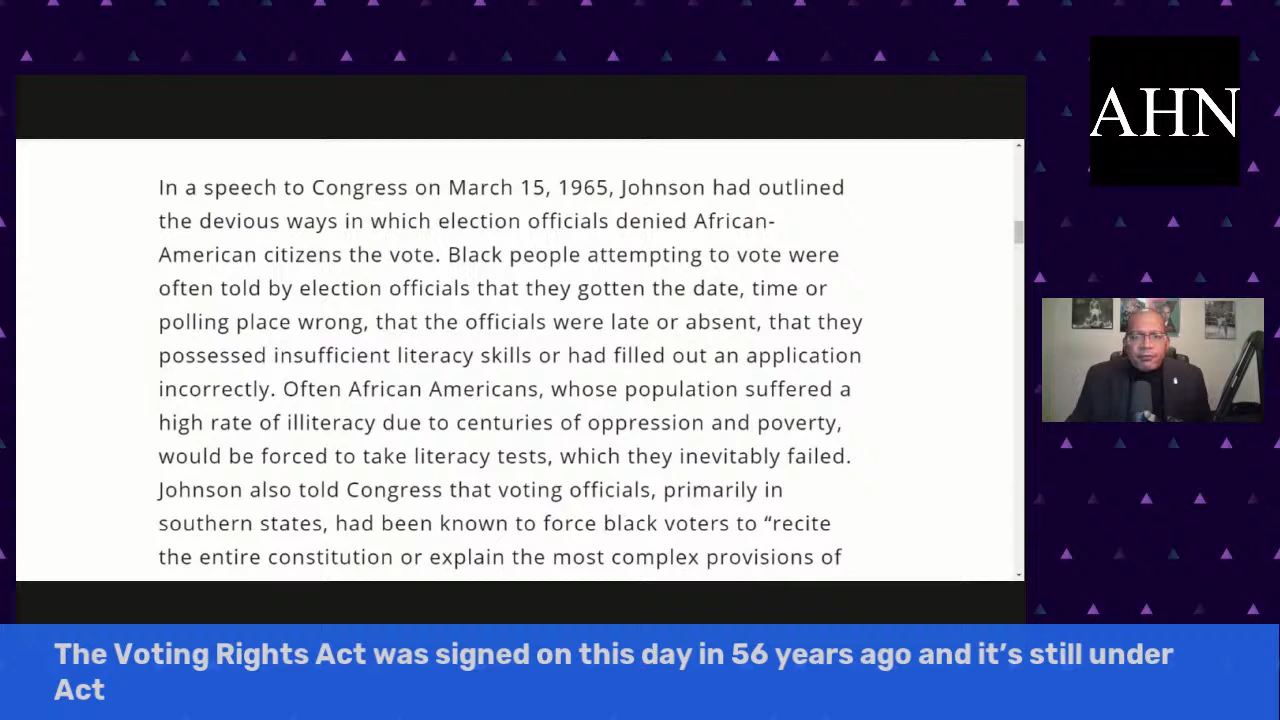 AHN
In a speech to Congress on March 15, 1965, Johnson had outlined
the devious ways in which election officials denied African-
American citizens the vote. Black people attempting to vote were
often told by election officials that they gotten the date, time or
polling place wrong, that the officials were late or absent, that they
possessed insufficient literacy skills or had filled out an application
incorrectly. Often African Americans, whose population suffered a
high rate of illiteracy due to centuries of oppression and poverty,
would be forced to take literacy tests, which they inevitably failed.
Johnson also told Congress that voting officials, primarily in
southern states, had been known to force black voters to “recite
the entire constitution or explain the most complex provisions of
The Voting Rights Act was signed on this day in 56 years ago and it’s still under
Act